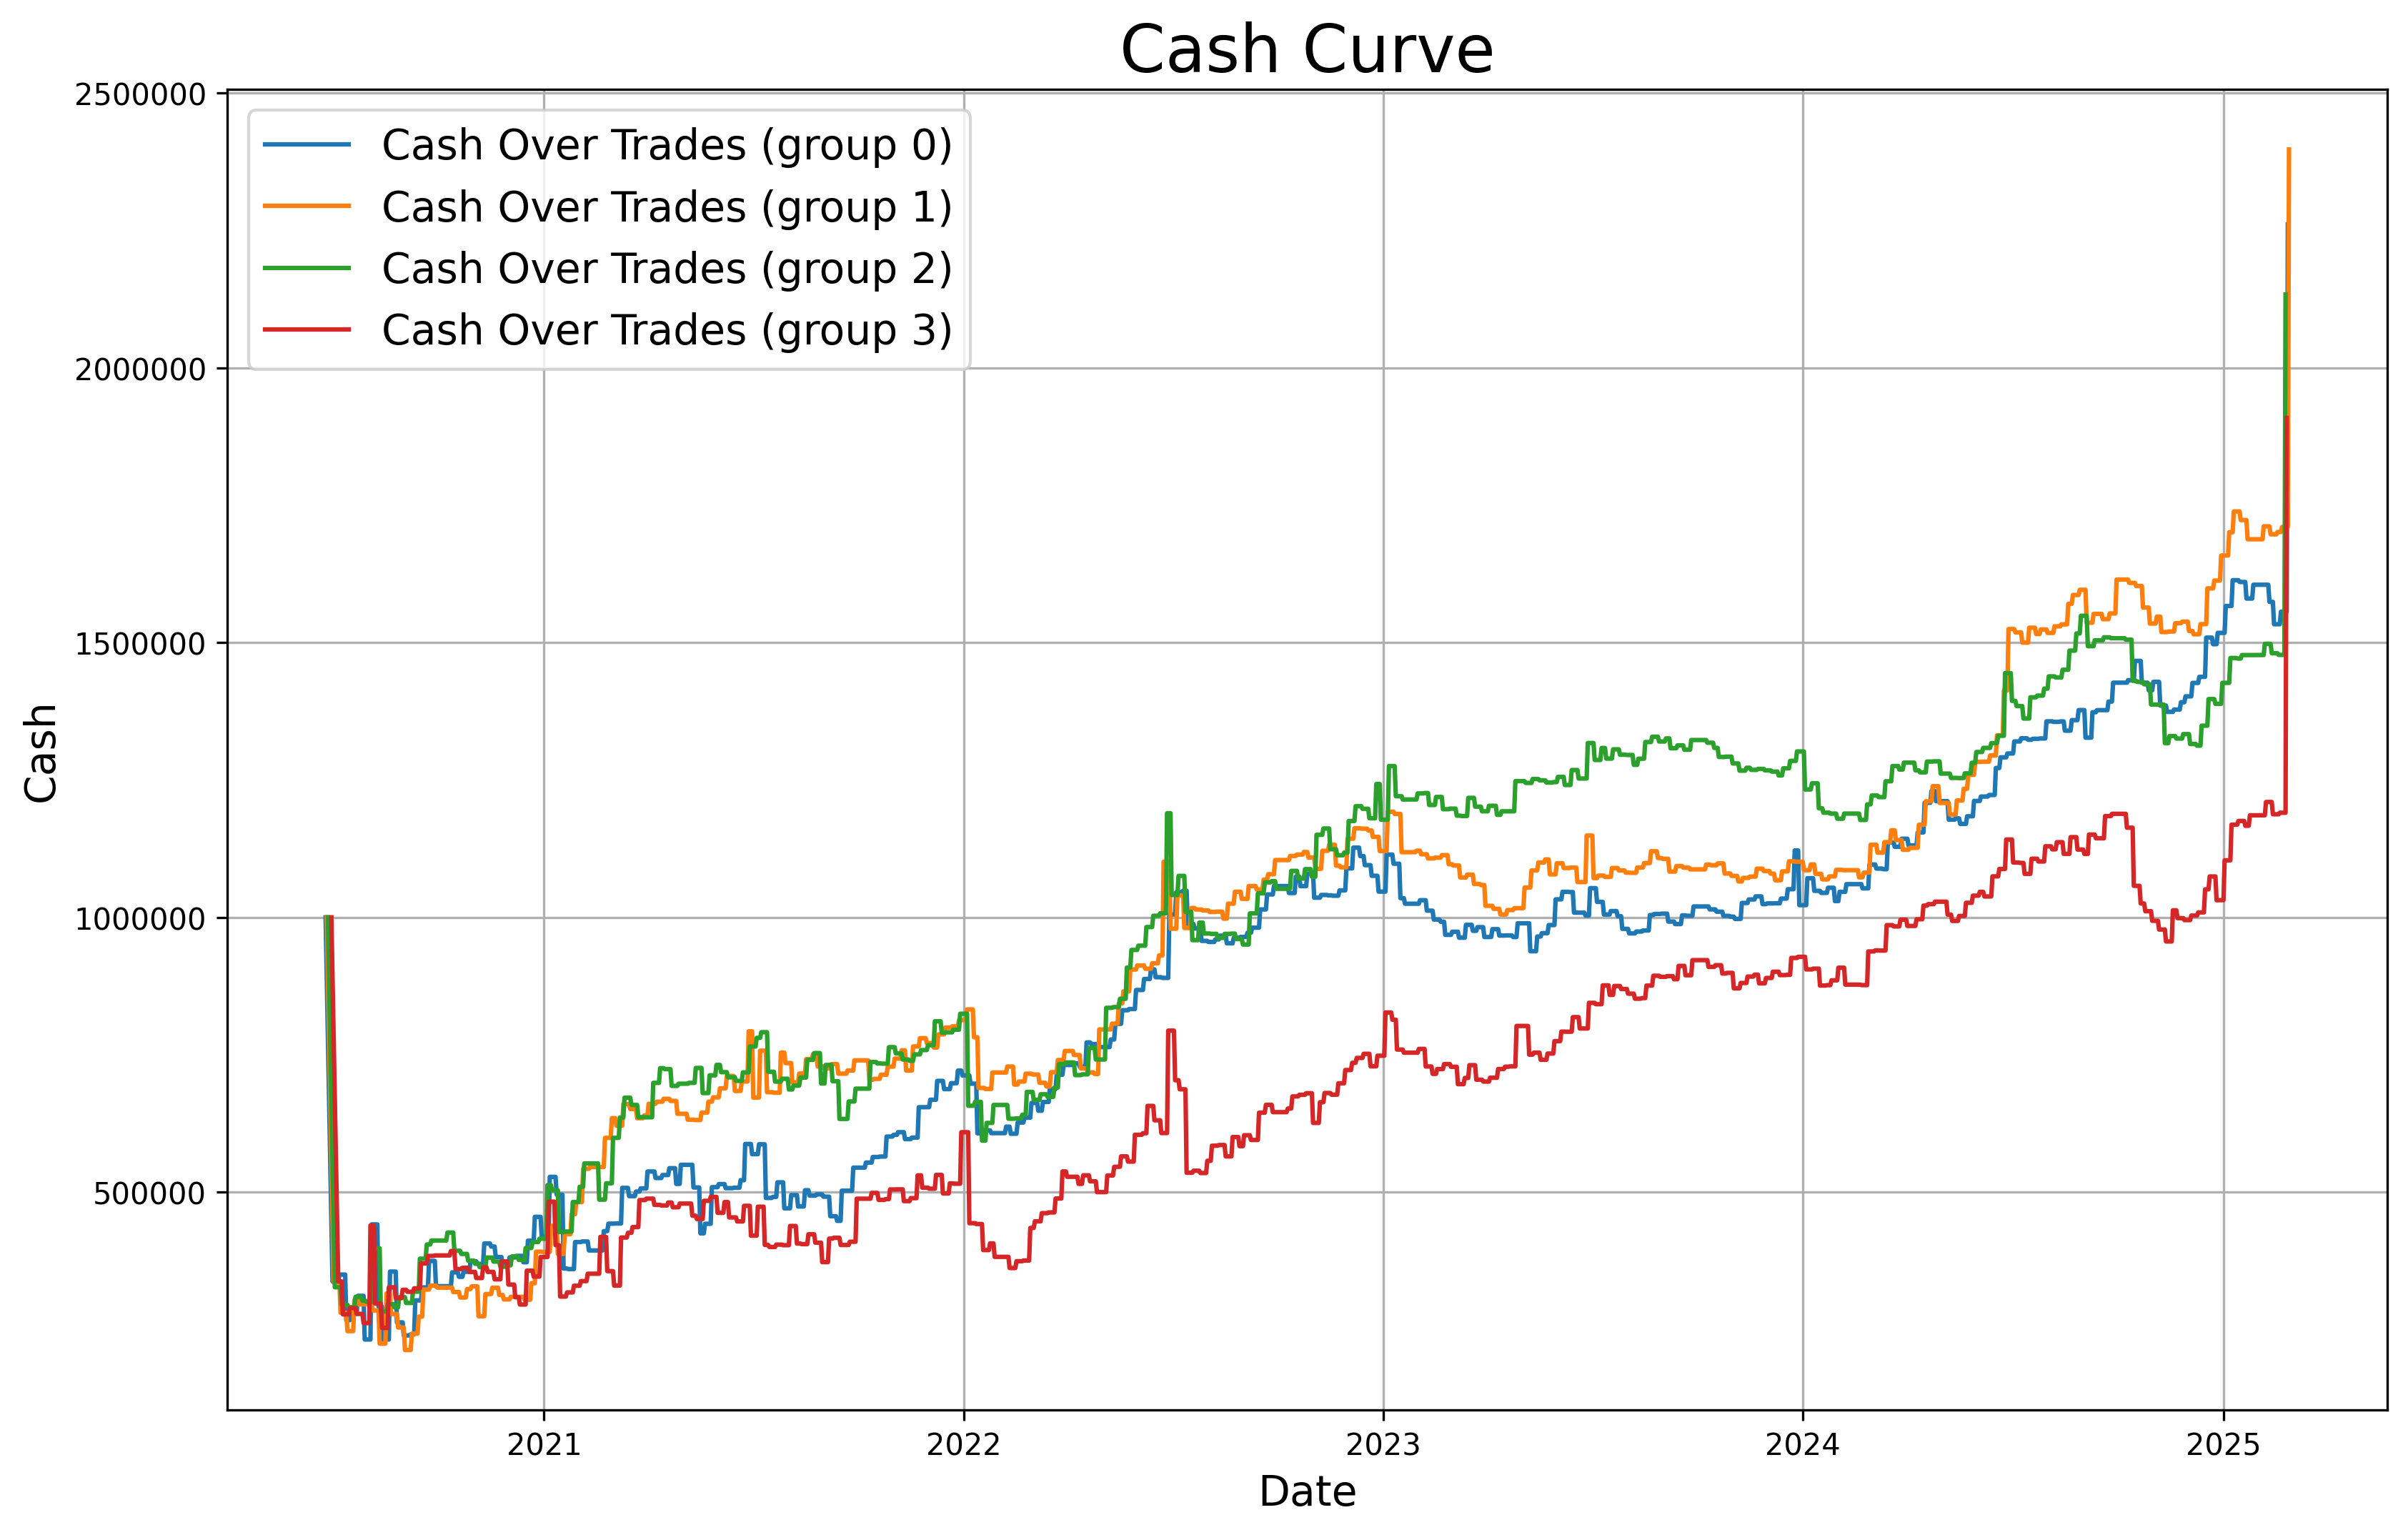 Cash Curve
2500000
2000000
1500000
1000000
500000
Cash
Cash Over Trades (group 0)
Cash Over Trades (group 1)
Cash Over Trades (group 2)
Cash Over Trades (group 3)
2021 2022 2023 2024 2025
Date